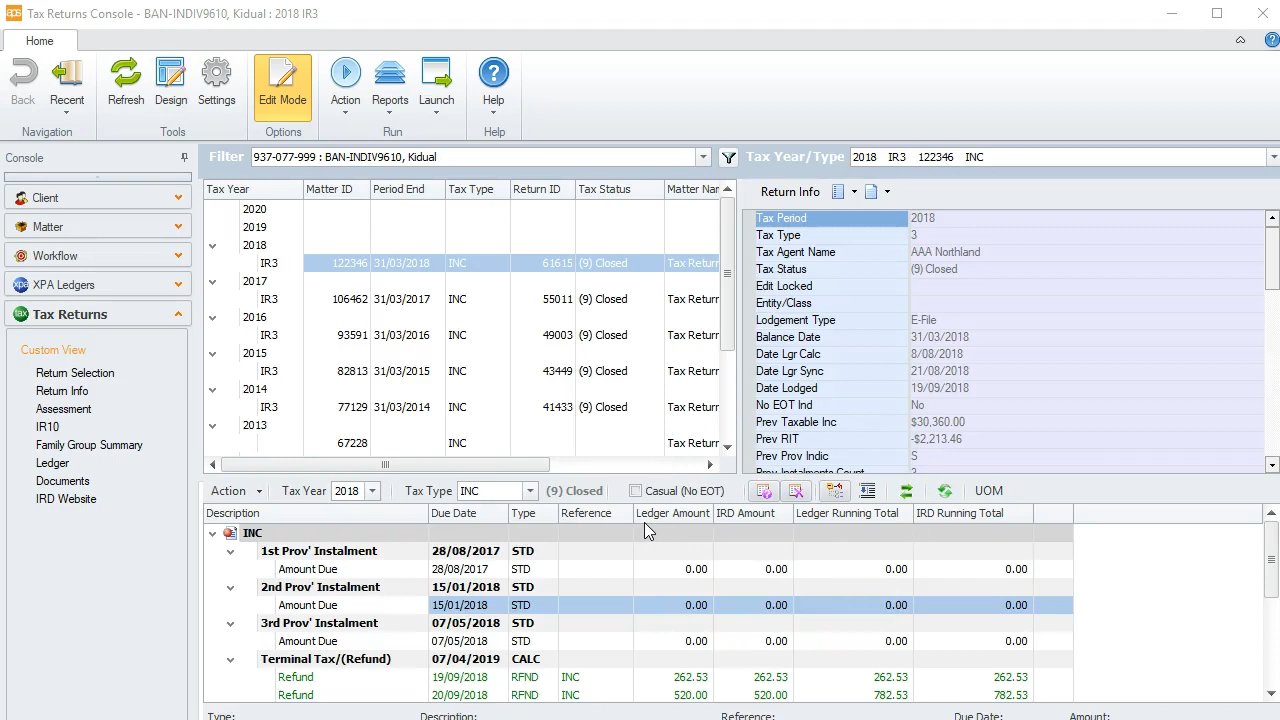 aps Tax Returns Console - BAN-INDIV9610, Kidual : 2018 IR3
Home
Back Recent Refresh Design Settings Edit Mode Action Reports Launch Help
Navigation Tools Options Run Help
Console
Client
Matter
Workflow
xpa XPA Ledgers
tax Tax Returns
Custom View
Return Selection
Return Info
Assessment
IR10
Family Group Summary
Ledger
Documents
IRD Website
Filter 937-077-999 : BAN-INDIV9610, Kidual
Tax Year Matter ID Period End Tax Type Return ID Tax Status Matter Nar
2020
2019
2018
IR3 122346 31/03/2018 INC 61615 (9) Closed Tax Return
2017
IR3 106462 31/03/2017 INC 55011 (9) Closed Tax Return
2016
IR3 93591 31/03/2016 INC 49003 (9) Closed Tax Return
2015
IR3 82813 31/03/2015 INC 43449 (9) Closed Tax Return
2014
IR3 77129 31/03/2014 INC 41433 (9) Closed Tax Return
2013
67228 INC Tax Return
Tax Year/Type 2018 IR3 122346 INC
Return Info
Tax Period 2018
Tax Type 3
Tax Agent Name AAA Northland
Tax Status (9) Closed
Edit Locked
Entity/Class
Lodgement Type E-File
Balance Date 31/03/2018
Date Lgr Calc 8/08/2018
Date Lgr Sync 21/08/2018
Date Lodged 19/09/2018
No EOT Ind No
Prev Taxable Inc $30,360.00
Prev RIT -$2,213.46
Prev Prov Indic S
Prev Instalments Count 3
Action Tax Year 2018 Tax Type INC (9) Closed Casual (No EOT) UOM
Description Due Date Type Reference Ledger Amount IRD Amount Ledger Running Total IRD Running Total
INC
1st Prov' Instalment 28/08/2017 STD
Amount Due 28/08/2017 STD 0.00 0.00 0.00 0.00
2nd Prov' Instalment 15/01/2018 STD
Amount Due 15/01/2018 STD 0.00 0.00 0.00 0.00
3rd Prov' Instalment 07/05/2018 STD
Amount Due 07/05/2018 STD 0.00 0.00 0.00 0.00
Terminal Tax/(Refund) 07/04/2019 CALC
Refund 19/09/2018 RFND INC 262.53 262.53 262.53 262.53
Refund 20/09/2018 RFND INC 520.00 520.00 782.53 782.53
Type: Description: Reference: Due Date: Amount: